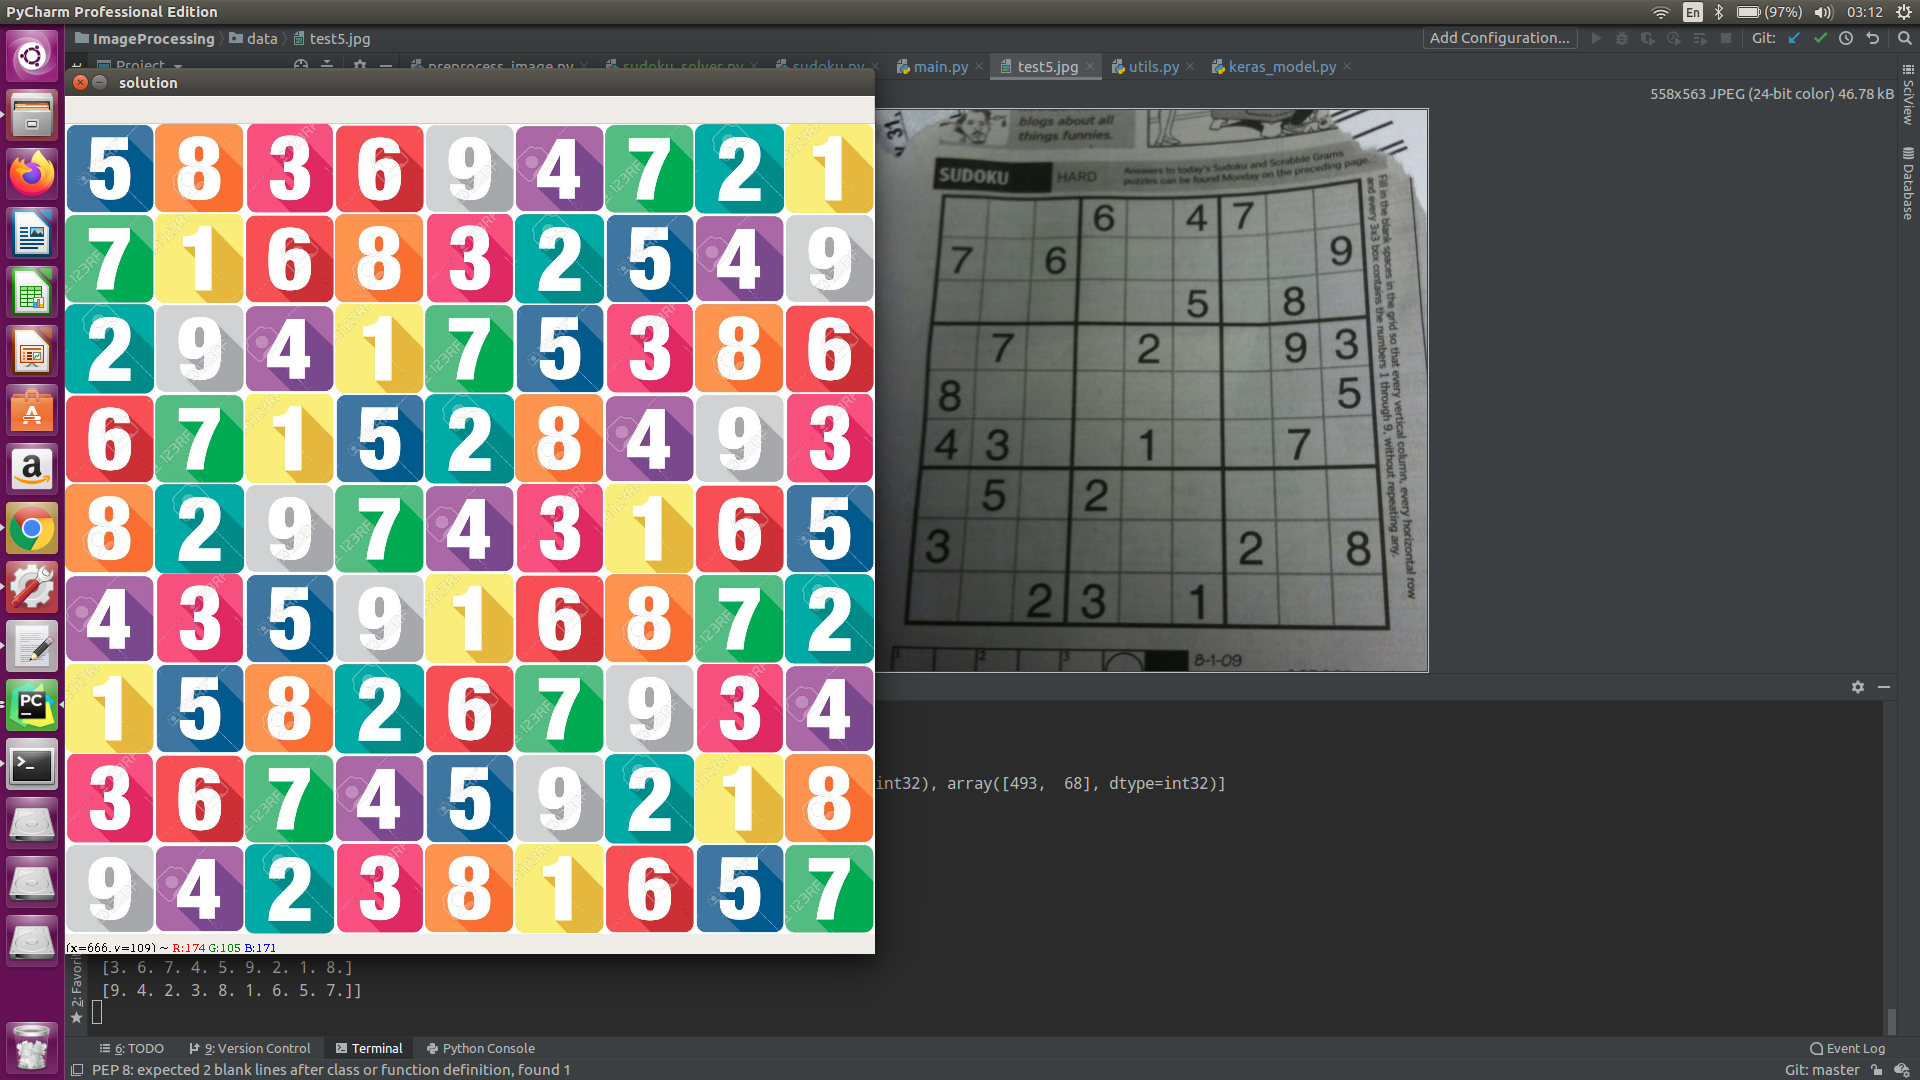 PyCharm Professional Edition
En (97%) 03:12
ImageProcessing data test5.jpg
Add Configuration... Git:
Project preprocess_image.py sudoku_solver.py sudoku.py main.py test5.jpg utils.py keras_model.py
solution
558x563 JPEG (24-bit color) 46.78 kB
SciView
Database
5 8 3 6 9 4 7 2 1
7 1 6 8 3 2 5 4 9
2 9 4 1 7 5 3 8 6
6 7 1 5 2 8 4 9 3
8 2 9 7 4 3 1 6 5
4 3 5 9 1 6 8 7 2
1 5 8 2 6 7 9 3 4
3 6 7 4 5 9 2 1 8
9 4 2 3 8 1 6 5 7
(x=666, y=109) ~ R:174 G:105 B:171
31
blogs about all
things funnies.
SUDOKU HARD
Answers to today's Sudoku and Scrabble Grams
puzzles can be found Monday on the preceding page.
Fill in the blank spaces in the grid so that every vertical column, every horizontal row
and every 3x3 box contains the numbers 1 through 9, without repeating any.
6 4 7
7 6 9
5 8
7 2 9 3
8 5
4 3 1 7
5 2
3 2 8
2 3 1
1 2 3
8-1-09
int32), array([493,  68], dtype=int32)]
[3. 6. 7. 4. 5. 9. 2. 1. 8.]
[9. 4. 2. 3. 8. 1. 6. 5. 7.]]
2: Favorit
6: TODO 9: Version Control Terminal Python Console Event Log
PEP 8: expected 2 blank lines after class or function definition, found 1 Git: master